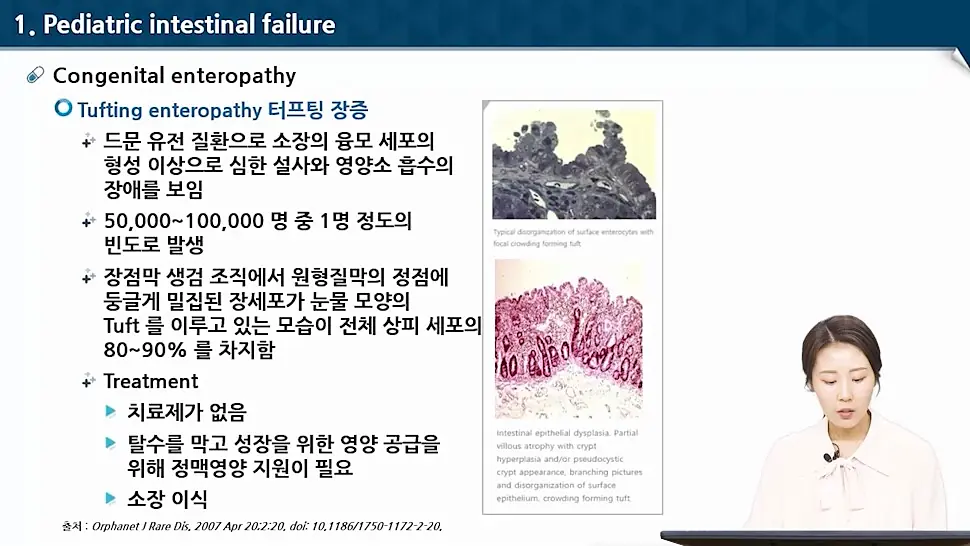 1. Pediatric intestinal failure
Congenital enteropathy
Tufting enteropathy 터프팅 장증
드문 유전 질환으로 소장의 융모 세포의
형성 이상으로 심한 설사와 영양소 흡수의
장애를 보임
50,000~100,000 명 중 1명 정도의
빈도로 발생
장점막 생검 조직에서 원형질막의 정점에
둥글게 밀집된 장세포가 눈물 모양의
Tuft 를 이루고 있는 모습이 전체 상피 세포의
80~90% 를 차지함
Treatment
치료제가 없음
탈수를 막고 성장을 위한 영양 공급을
위해 정맥영양 지원이 필요
소장 이식
출처 : Orphanet J Rare Dis. 2007 Apr 20;2:20. doi: 10.1186/1750-1172-2-20.
Typical disorganization of surface enterocytes with
focal crowding forming tuft
Intestinal epithelial dysplasia. Partial
villous atrophy with crypt
hyperplasia and/or pseudocystic
crypt appearance, branching pictures
and disorganization of surface
epithelium, crowding forming tuft